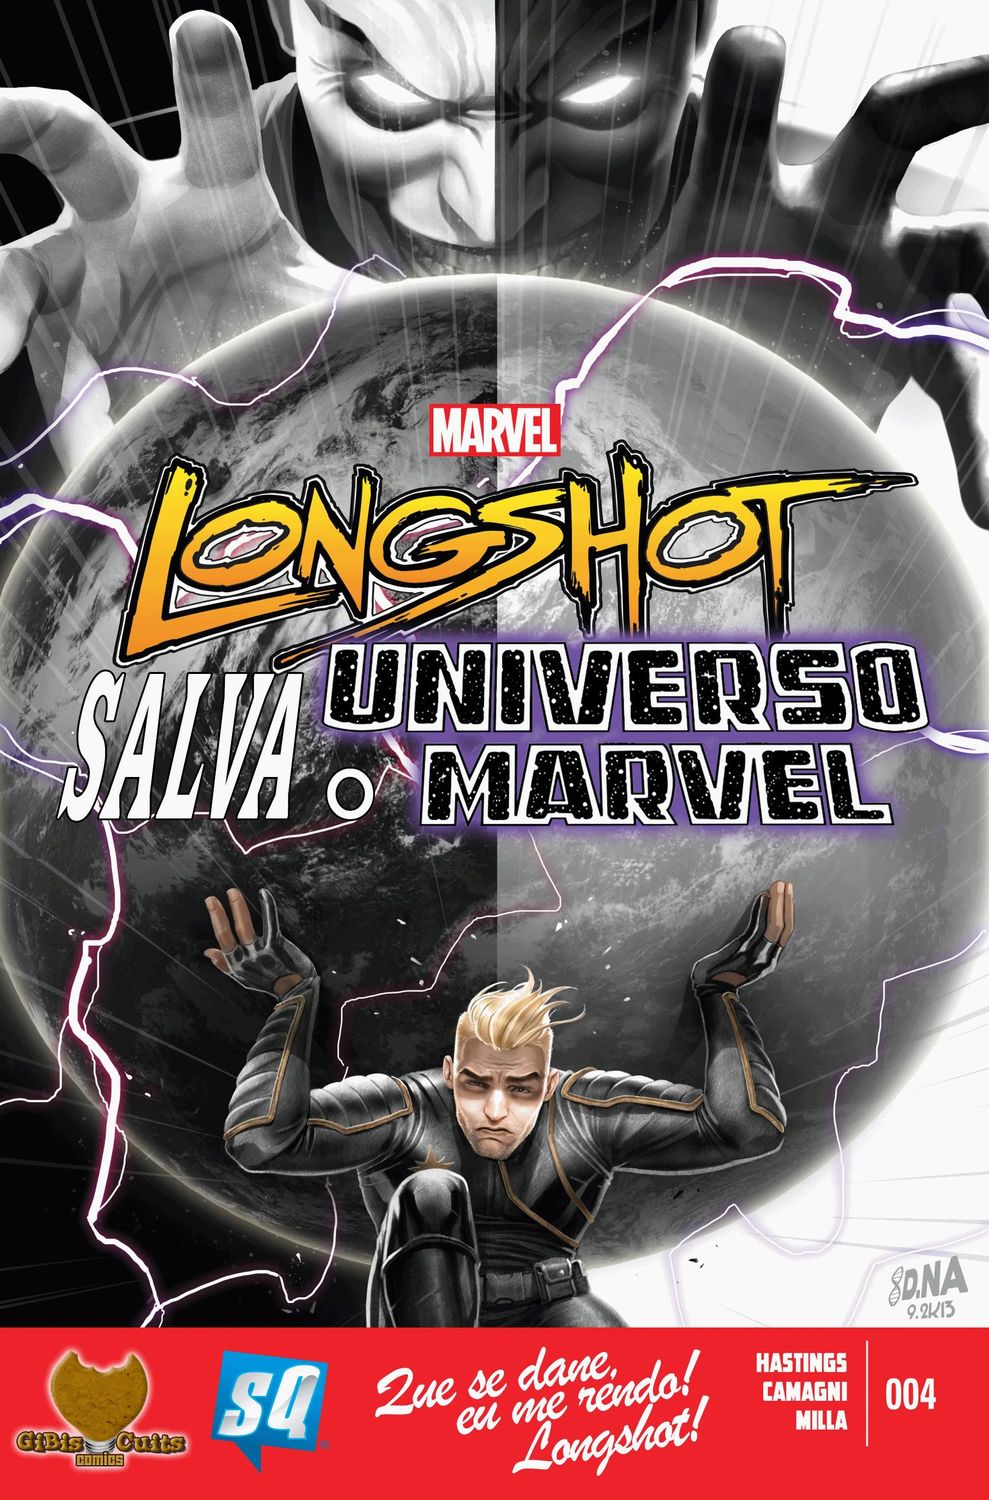 MARVEL
LONGSHOT
SALVA O UNIVERSO
MARVEL
D.NA
9.2K13
GiBis Cuits
comics
SQ
Que se dane,
eu me rendo!
Longshot!
HASTINGS
CAMAGNI
MILLA
004